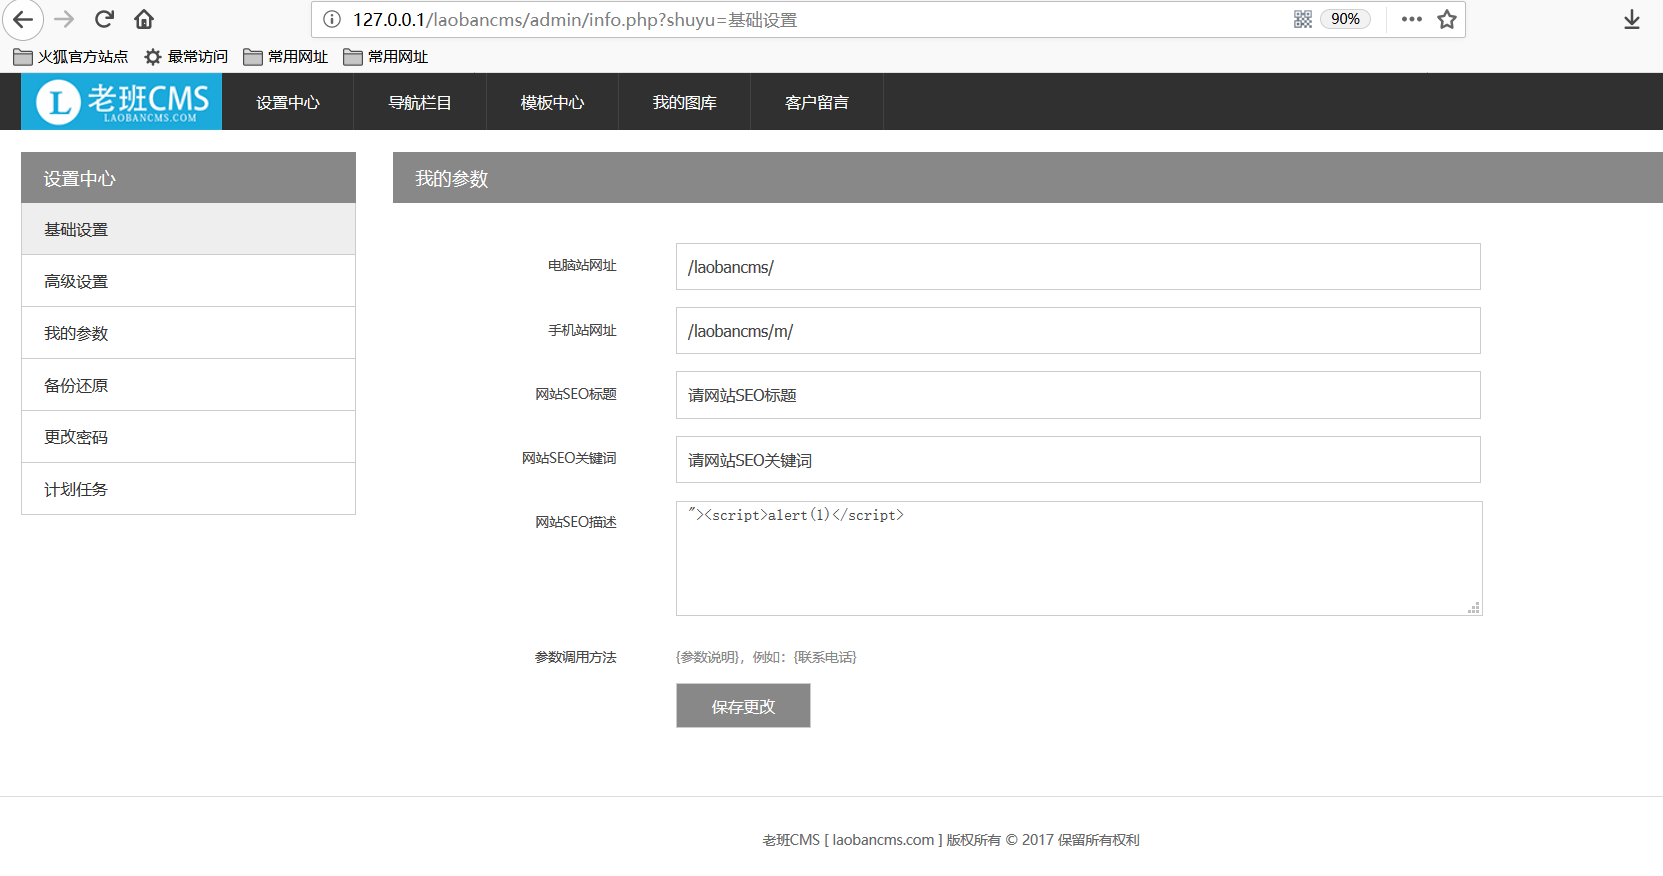 127.0.0.1/laobancms/admin/info.php?shuyu=基础设置
90%
火狐官方站点 最常访问 常用网址 常用网址
L 老班CMS
LAOBANCMS.COM
设置中心 导航栏目 模板中心 我的图库 客户留言
设置中心
基础设置
高级设置
我的参数
备份还原
更改密码
计划任务
我的参数
电脑站网址 /laobancms/
手机站网址 /laobancms/m/
网站SEO标题 请网站SEO标题
网站SEO关键词 请网站SEO关键词
网站SEO描述 "><script>alert(1)</script>
参数调用方法 {参数说明}，例如：{联系电话}
保存更改
老班CMS [ laobancms.com ] 版权所有 © 2017 保留所有权利